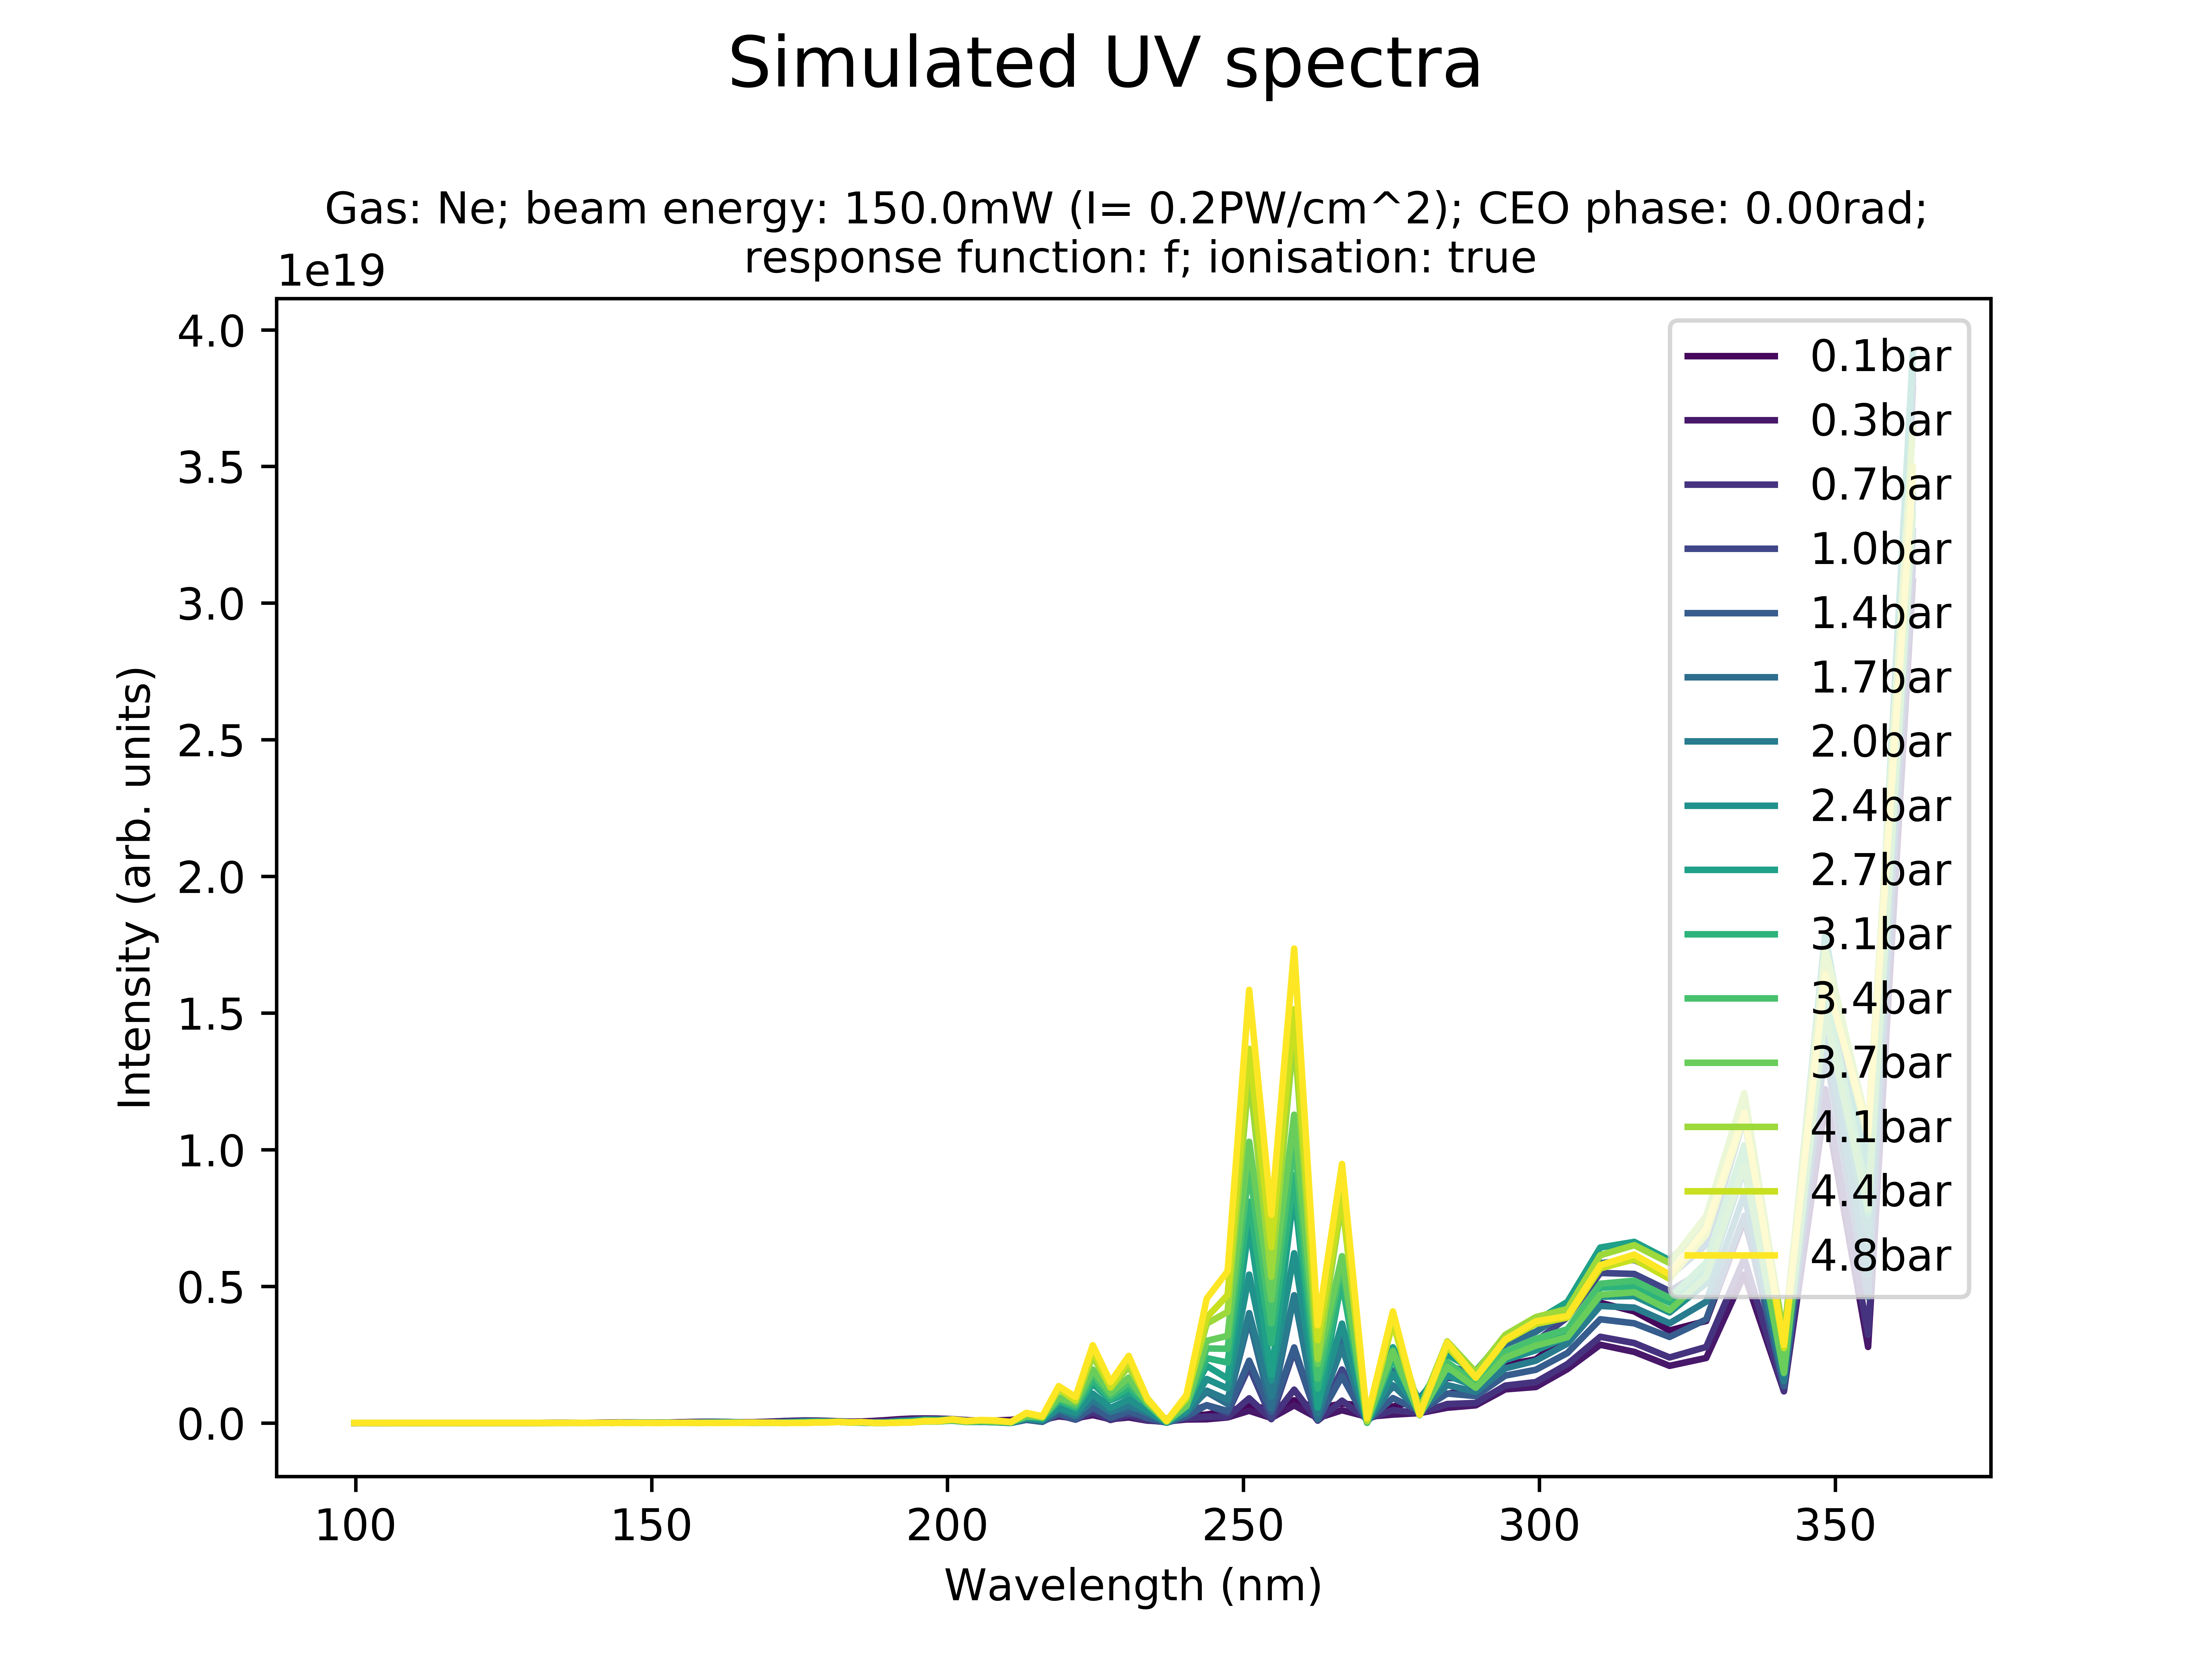 Simulated UV spectra
Gas: Ne; beam energy: 150.0mW (I= 0.2PW/cm^2); CEO phase: 0.00rad;
response function: f; ionisation: true
1e19
4.0
3.5
3.0
2.5
2.0
1.5
1.0
0.5
0.0
Intensity (arb. units)
0.1bar
0.3bar
0.7bar
1.0bar
1.4bar
1.7bar
2.0bar
2.4bar
2.7bar
3.1bar
3.4bar
3.7bar
4.1bar
4.4bar
4.8bar
100 150 200 250 300 350
Wavelength (nm)